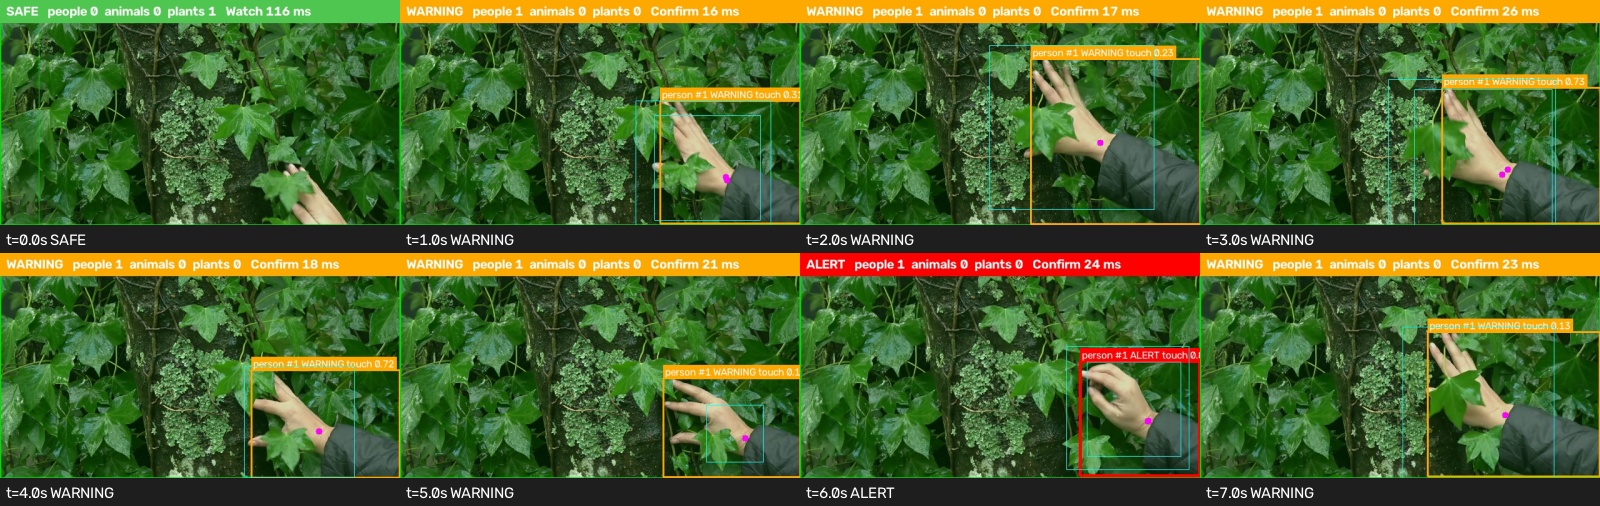 SAFE people 0 animals 0 plants 1 Watch 116 ms
WARNING people 1 animals 0 plants 0 Confirm 16 ms
WARNING people 1 animals 0 plants 0 Confirm 17 ms
WARNING people 1 animals 0 plants 0 Confirm 26 ms
person #1 WARNING touch 0.31
person #1 WARNING touch 0.23
person #1 WARNING touch 0.73
t=0.0s SAFE
t=1.0s WARNING
t=2.0s WARNING
t=3.0s WARNING
WARNING people 1 animals 0 plants 0 Confirm 18 ms
WARNING people 1 animals 0 plants 0 Confirm 21 ms
ALERT people 1 animals 0 plants 0 Confirm 24 ms
WARNING people 1 animals 0 plants 0 Confirm 23 ms
person #1 WARNING touch 0.72
person #1 WARNING touch 0.1
person #1 ALERT touch
person #1 WARNING touch 0.13
t=4.0s WARNING
t=5.0s WARNING
t=6.0s ALERT
t=7.0s WARNING